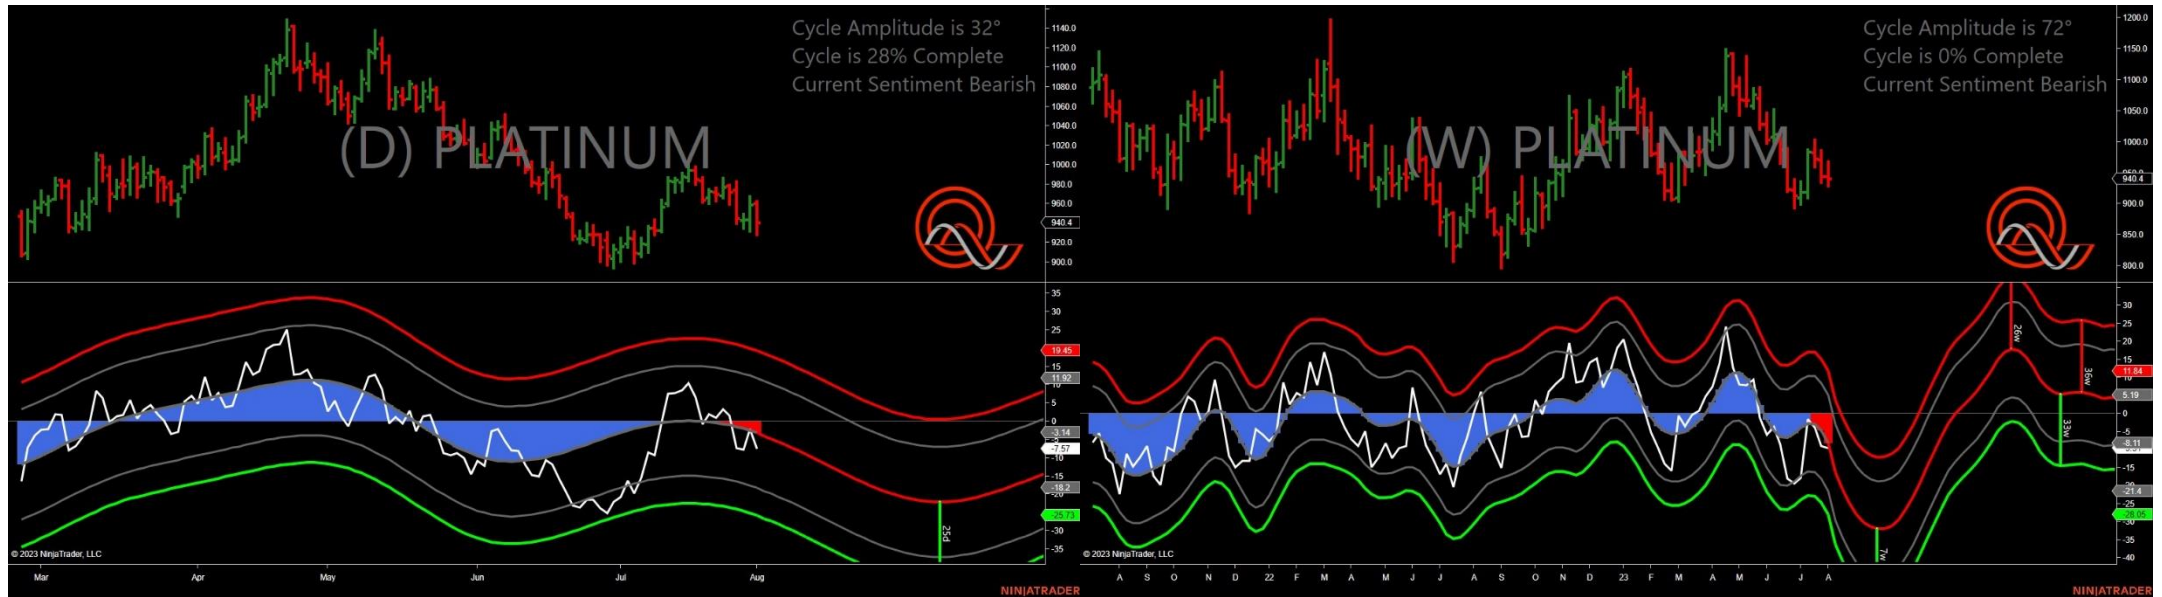 Cycle Amplitude is 32°
Cycle is 28% Complete
Current Sentiment Bearish
(D) PLATINUM
1140.0
1120.0
1100.0
1080.0
1060.0
1040.0
1020.0
1000.0
980.0
960.0
940.4
920.0
900.0
35
30
25
19.45
15
11.92
5
0
-3.14
-7.57
-10
-15
-18.2
-20
-25.73
-30
-35
25d
© 2023 NinjaTrader, LLC
Mar Apr May Jun Jul Aug
NINJATRADER
Cycle Amplitude is 72°
Cycle is 0% Complete
Current Sentiment Bearish
(W) PLATINUM
1200.0
1150.0
1100.0
1050.0
1000.0
940.4
900.0
850.0
800.0
30
25
20
15
11.84
5.19
0
-5
-8.11
-15
-21.4
-28.05
-30
-35
-40
26w
36w
33w
7w
© 2023 NinjaTrader, LLC
A S O N D 22 F M A M J J A S O N D 23 F M A M J J A
NINJATRADER